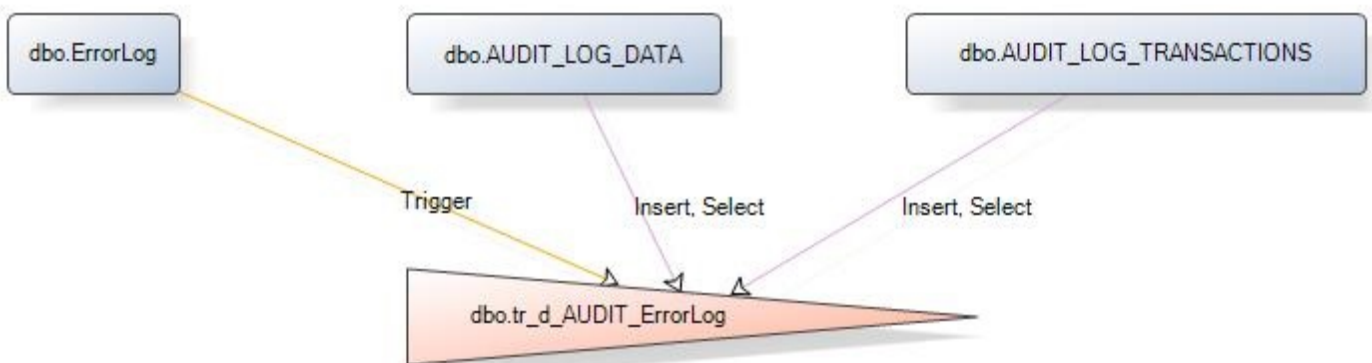 dbo.ErrorLog
dbo.AUDIT_LOG_DATA
dbo.AUDIT_LOG_TRANSACTIONS
Trigger
Insert, Select
Insert, Select
dbo.tr_d_AUDIT_ErrorLog